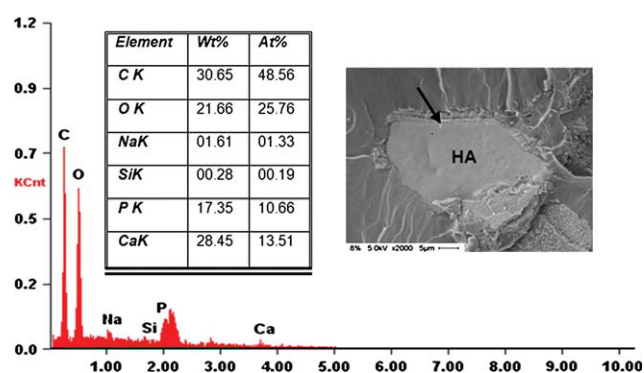 1.2
0.9
0.7
KCnt
0.5
0.2
0.0
C
O
Na
Si
P
Ca
1.00 2.00 3.00 4.00 5.00 6.00 7.00 8.00 9.00 10.00
Element Wt% At%
C K 30.65 48.56
O K 21.66 25.76
NaK 01.61 01.33
SiK 00.28 00.19
P K 17.35 10.66
CaK 28.45 13.51
HA
8% 5.0kV x2000 5µm